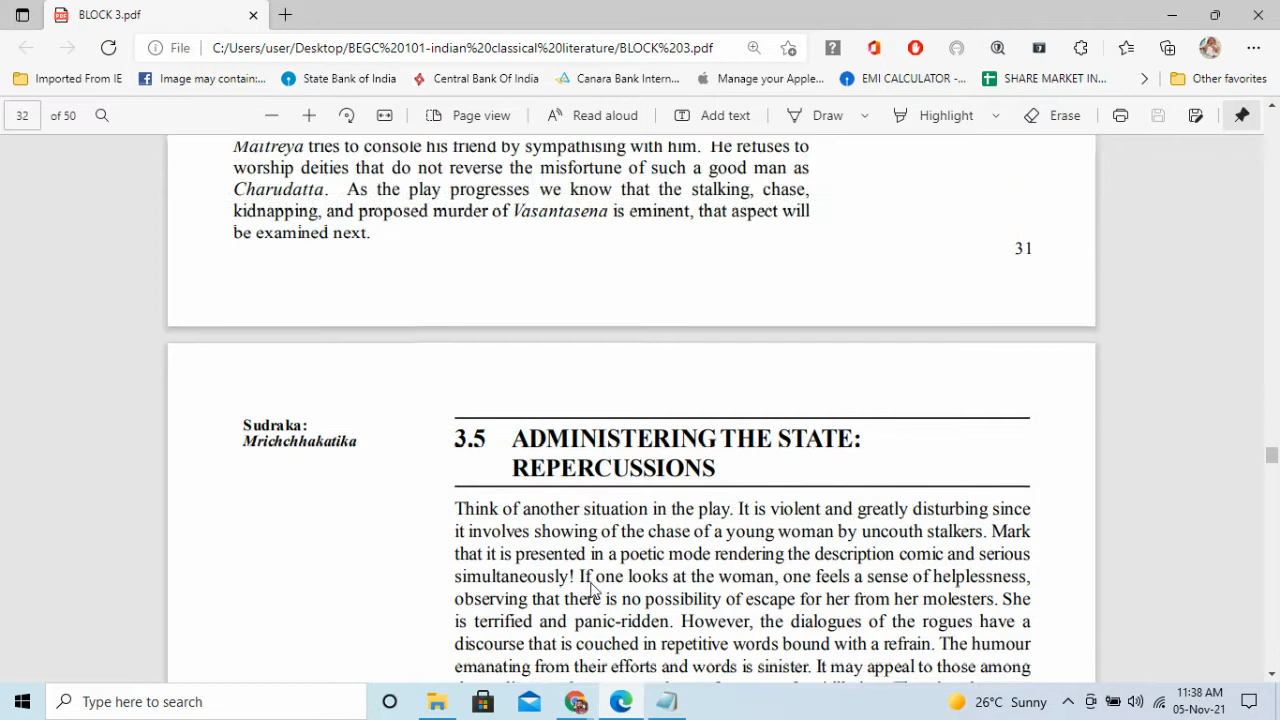 BLOCK 3.pdf
File C:/Users/user/Desktop/BEGC%20101-indian%20classical%20literature/BLOCK%203.pdf
Imported From IE Image may contain:... State Bank of India Central Bank Of India Canara Bank Intern... Manage your Apple... EMI CALCULATOR -... SHARE MARKET IN... Other favorites
32 of 50 Page view Read aloud Add text Draw Highlight Erase
Maitreya tries to console his friend by sympathising with him. He refuses to
worship deities that do not reverse the misfortune of such a good man as
Charudatta. As the play progresses we know that the stalking, chase,
kidnapping, and proposed murder of Vasantasena is eminent, that aspect will
be examined next.
31
Sudraka:
Mrichchhakatika
3.5 ADMINISTERING THE STATE:
REPERCUSSIONS
Think of another situation in the play. It is violent and greatly disturbing since
it involves showing of the chase of a young woman by uncouth stalkers. Mark
that it is presented in a poetic mode rendering the description comic and serious
simultaneously! If one looks at the woman, one feels a sense of helplessness,
observing that there is no possibility of escape for her from her molesters. She
is terrified and panic-ridden. However, the dialogues of the rogues have a
discourse that is couched in repetitive words bound with a refrain. The humour
emanating from their efforts and words is sinister. It may appeal to those among
Type here to search
26°C Sunny
11:38 AM
05-Nov-21